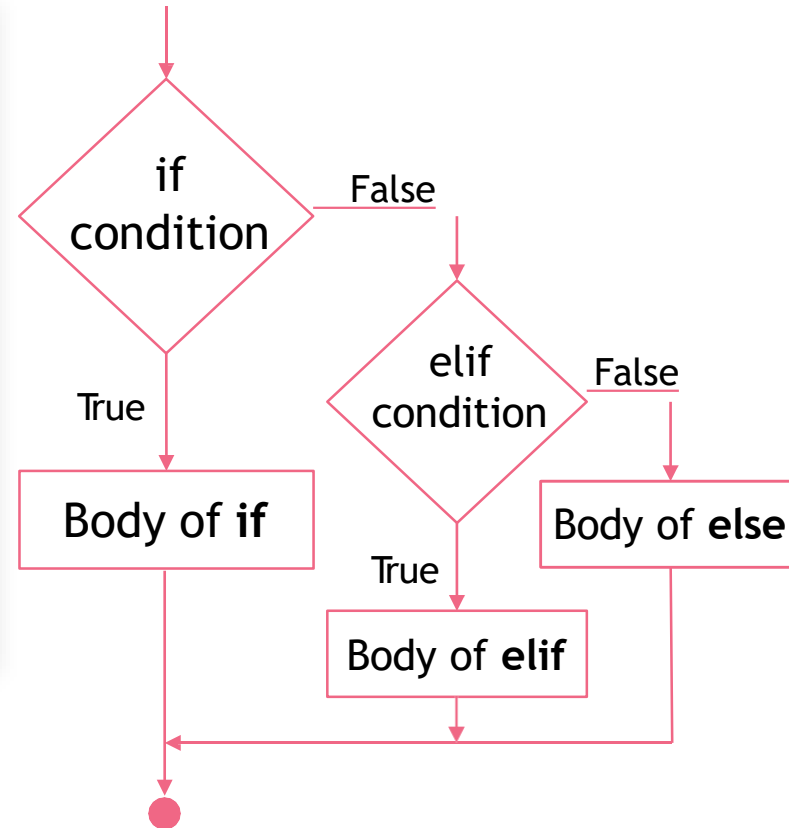 if
condition
False
True
elif
condition
False
Body of if
Body of else
True
Body of elif